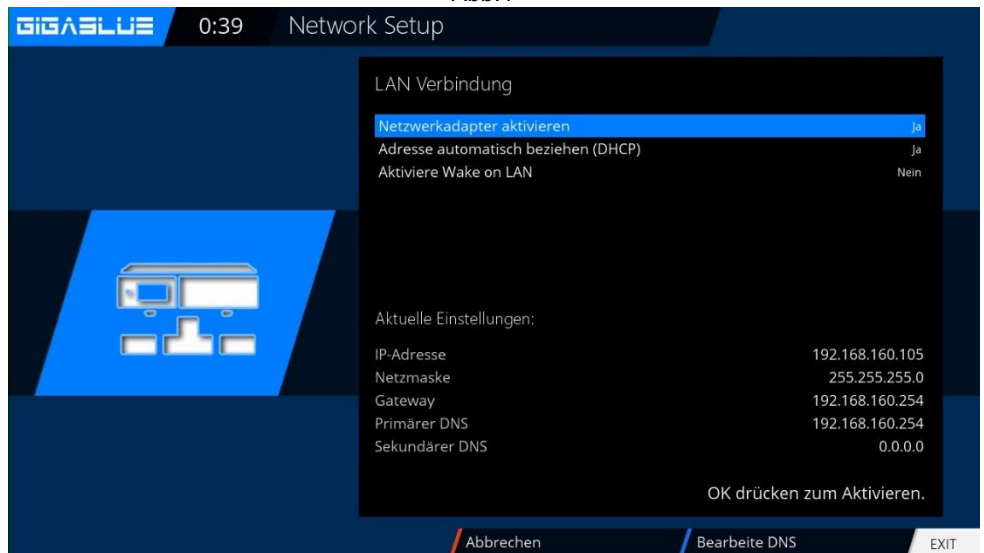 GIGABLUE 0:39 Network Setup
LAN Verbindung
Netzwerkadapter aktivieren Ja
Adresse automatisch beziehen (DHCP) Ja
Aktiviere Wake on LAN Nein
Aktuelle Einstellungen:
IP-Adresse 192.168.160.105
Netzmaske 255.255.255.0
Gateway 192.168.160.254
Primärer DNS 192.168.160.254
Sekundärer DNS 0.0.0.0
OK drücken zum Aktivieren.
Abbrechen Bearbeite DNS EXIT